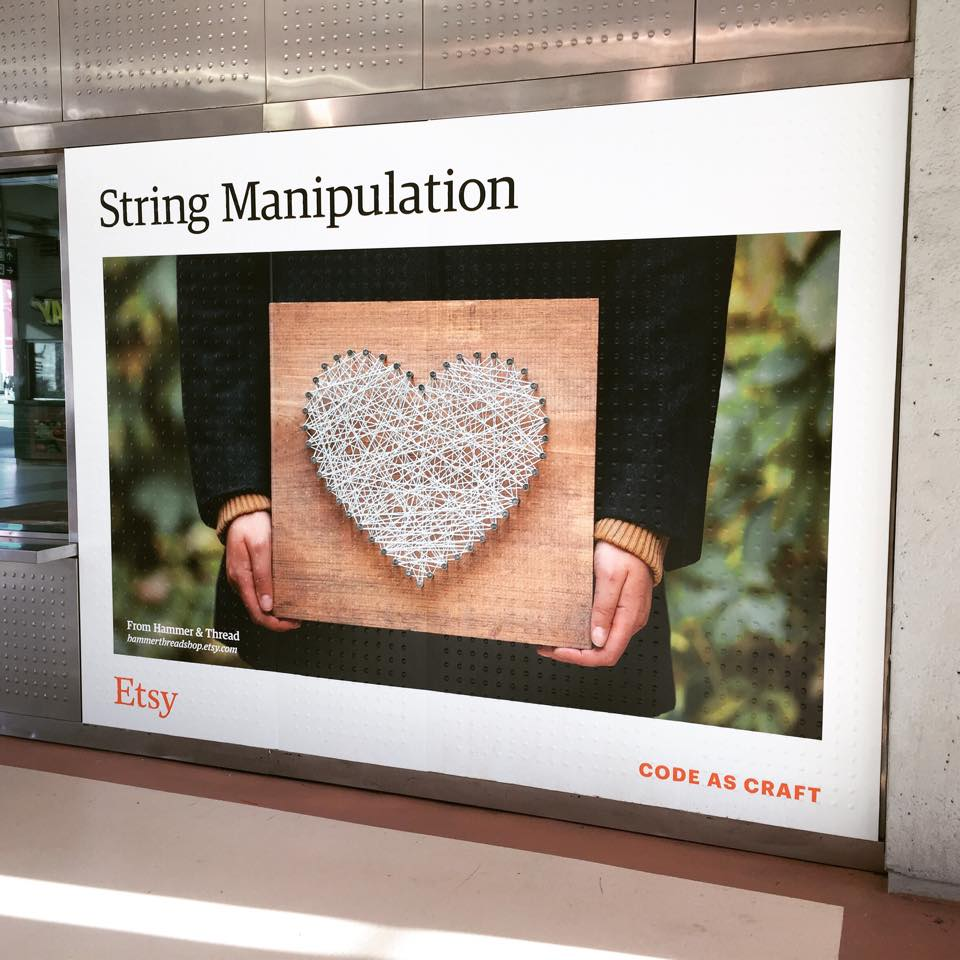 String Manipulation
From Hammer & Thread
hammerthreadshop.etsy.com
Etsy
CODE AS CRAFT